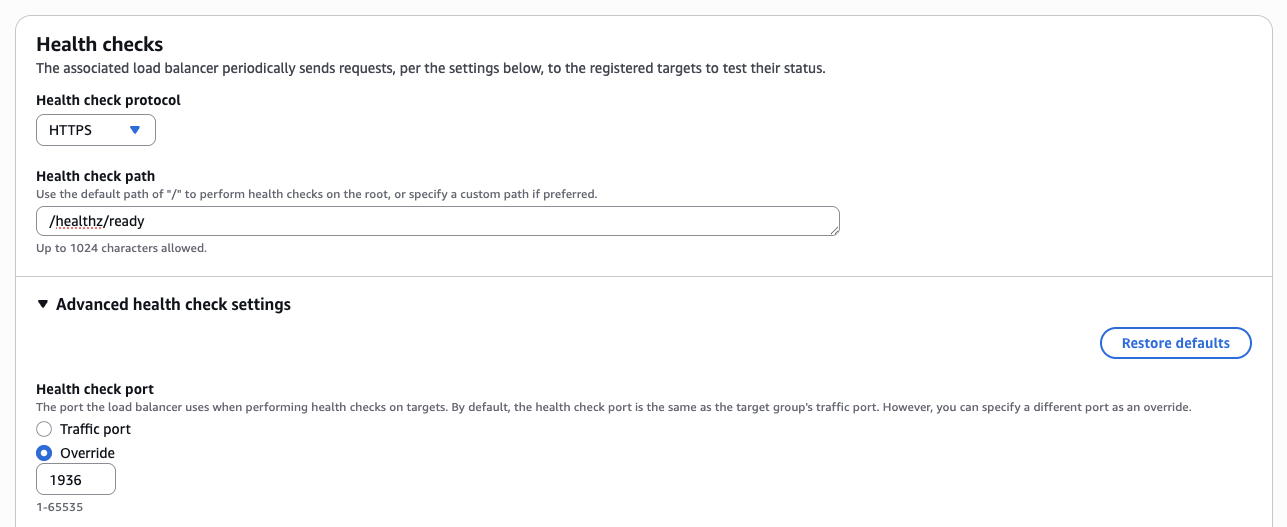 Health checks
The associated load balancer periodically sends requests, per the settings below, to the registered targets to test their status.
Health check protocol
HTTPS
Health check path
Use the default path of "/" to perform health checks on the root, or specify a custom path if preferred.
/healthz/ready
Up to 1024 characters allowed.
Advanced health check settings
Restore defaults
Health check port
The port the load balancer uses when performing health checks on targets. By default, the health check port is the same as the target group's traffic port. However, you can specify a different port as an override.
Traffic port
Override
1936
1-65535